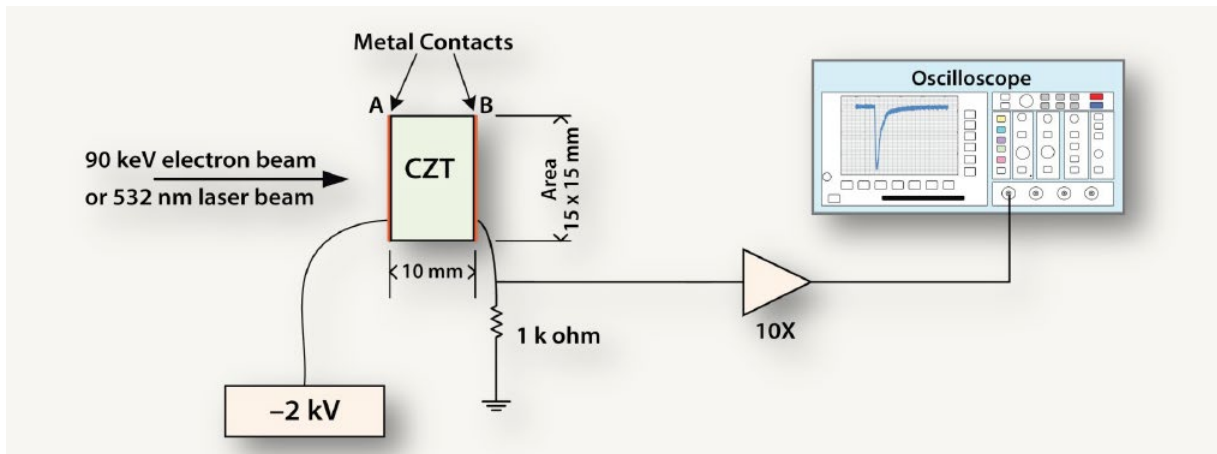 Metal Contacts
A
B
Oscilloscope
90 keV electron beam
or 532 nm laser beam
CZT
Area
15 x 15 mm
10 mm
1 k ohm
10X
–2 kV